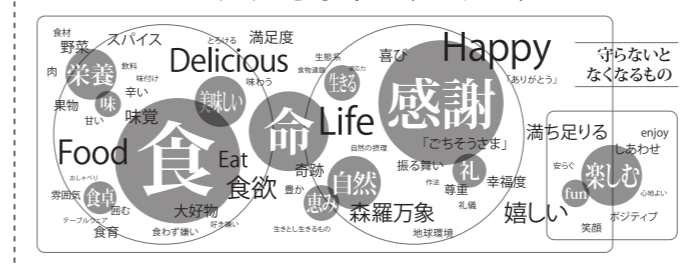 食材
野菜
スパイス
とろける
満足度
肉
栄養
飲料
味付け
Delicious
味わう
果物
味
辛い
甘い
味覚
美味しい
Food
食
Eat
食欲
おしゃべり
雰囲気
食卓
囲む
テーブルウェア
食育
大好物
食わず嫌い
好き嫌い
生態系
食物連鎖
生きる
喜び
Happy
「ありがとう」
命
Life
感謝
自然の摂理
「ごちそうさま」
奇跡
豊か
恵み
自然
振る舞い
作法
礼
尊重
礼儀
幸福度
森羅万象
生きとし生きるもの
地球環境
嬉しい
満ち足りる
守らないと
なくなるもの
enjoy
しあわせ
安らぐ
楽しむ
fun
心地よい
ポジティブ
笑顔